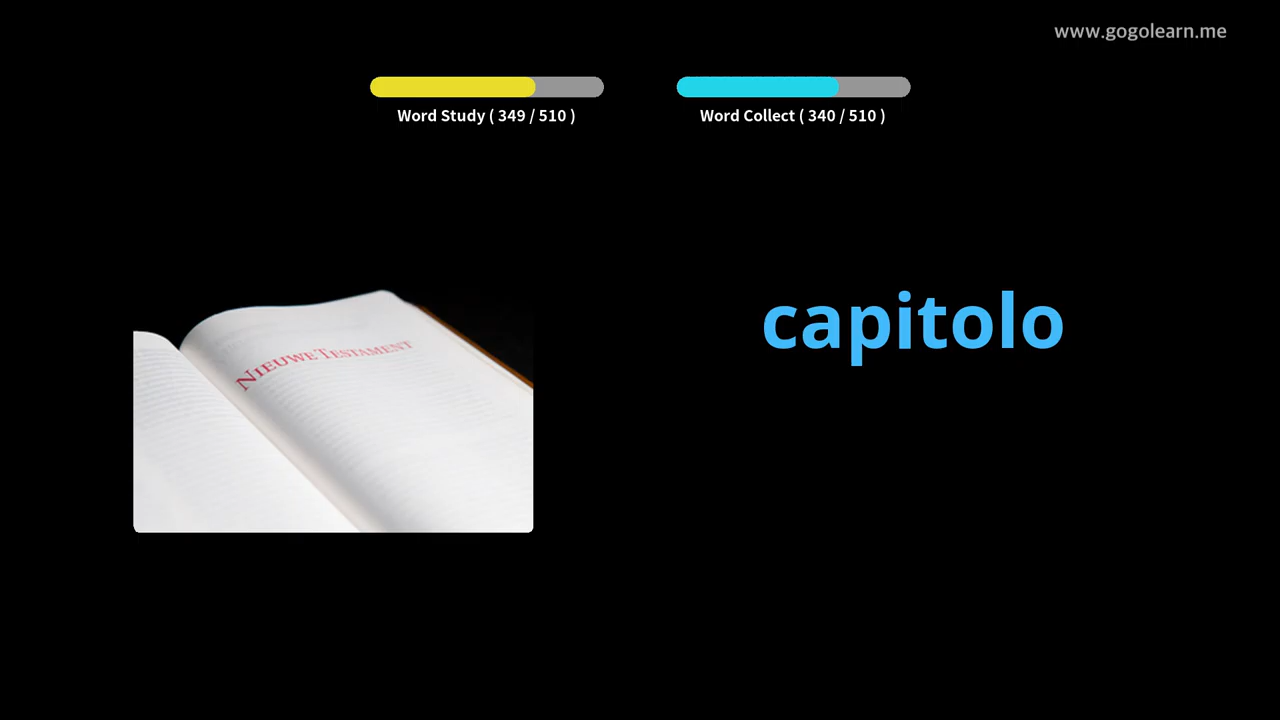 www.gogolearn.me
Word Study ( 349 / 510 )
Word Collect ( 340 / 510 )
NIEUWE TESTAMENT
capitolo